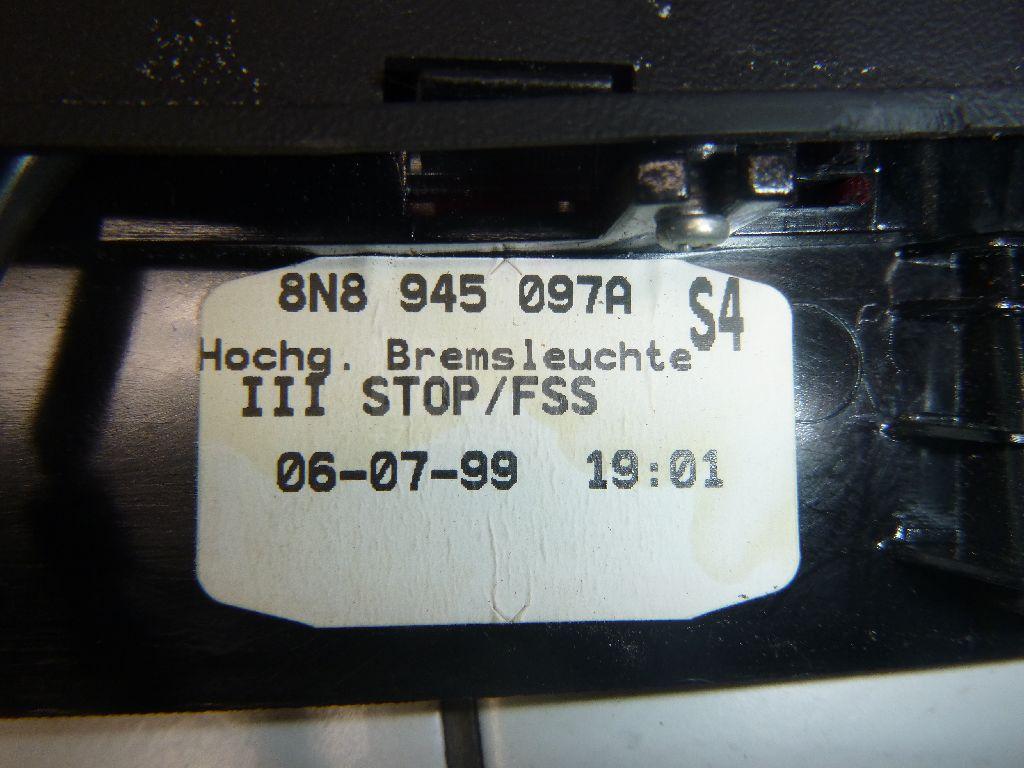 8N8 945 097A S4
Hochg. Bremsleuchte
III STOP/FSS
06-07-99 19:01